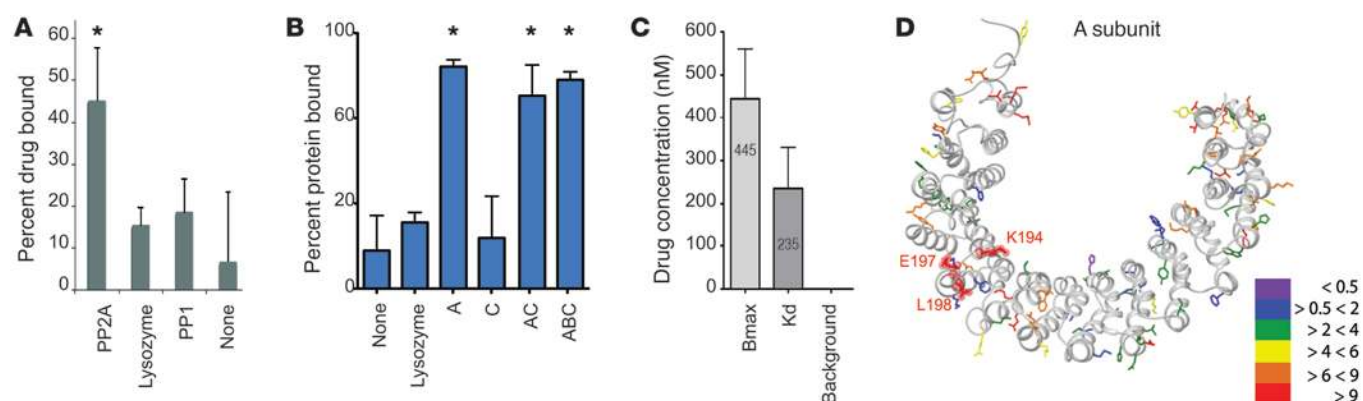 A
Percent drug bound
60
50
40
30
20
10
0
*
PP2A
Lysozyme
PP1
None
B
Percent protein bound
100
60
20
0
*
*
*
None
Lysozyme
A
C
AC
ABC
C
Drug concentration (nM)
600
500
400
300
200
100
0
445
235
Bmax
Kd
Background
D
A subunit
K194
E197
L198
< 0.5
> 0.5 < 2
> 2 < 4
> 4 < 6
> 6 < 9
> 9